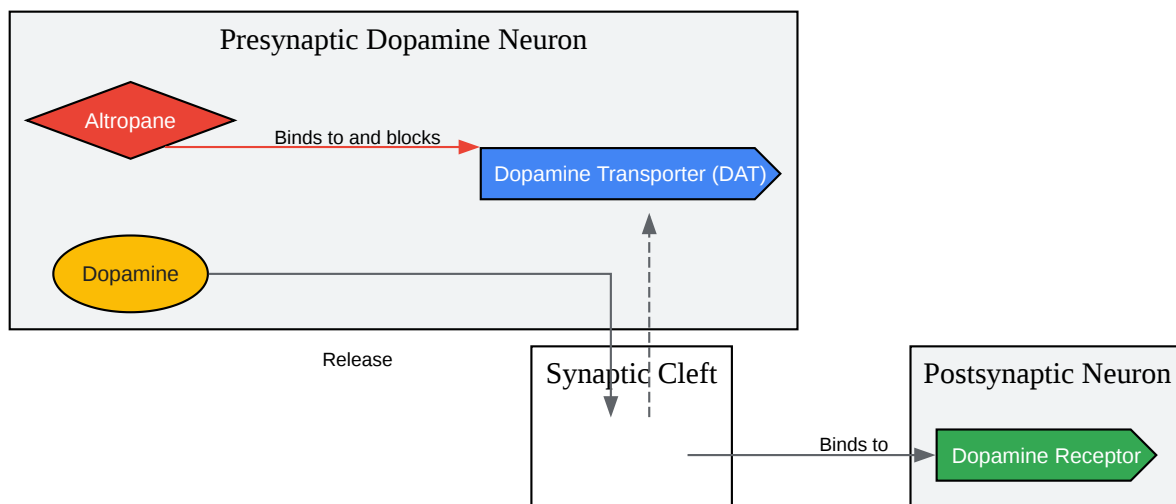 Presynaptic Dopamine Neuron
Altropane
Binds to and blocks
Dopamine Transporter (DAT)
Dopamine
Release
Synaptic Cleft
Postsynaptic Neuron
Binds to
Dopamine Receptor